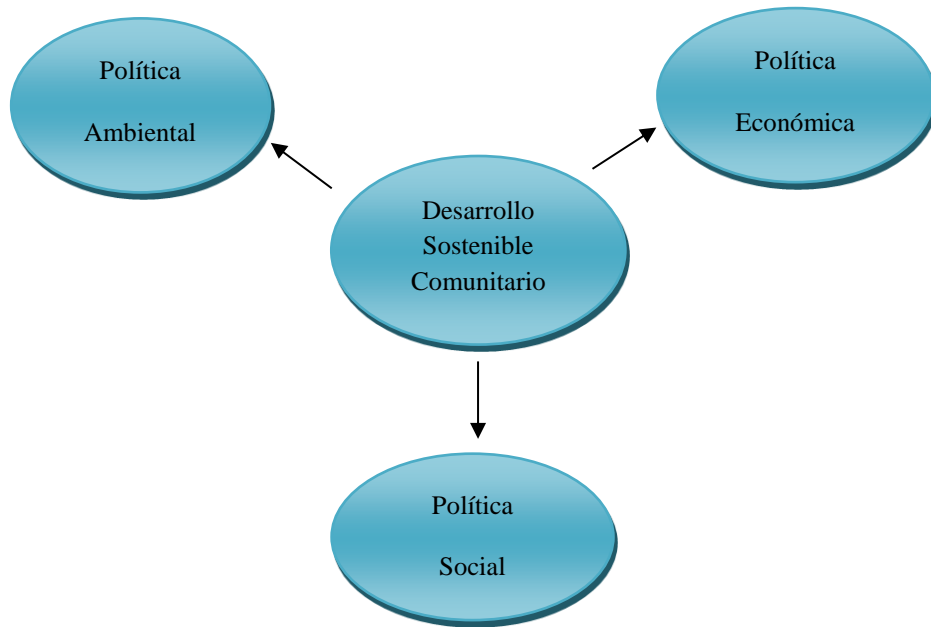 Política
Ambiental
Política
Económica
Desarrollo
Sostenible
Comunitario
Política
Social